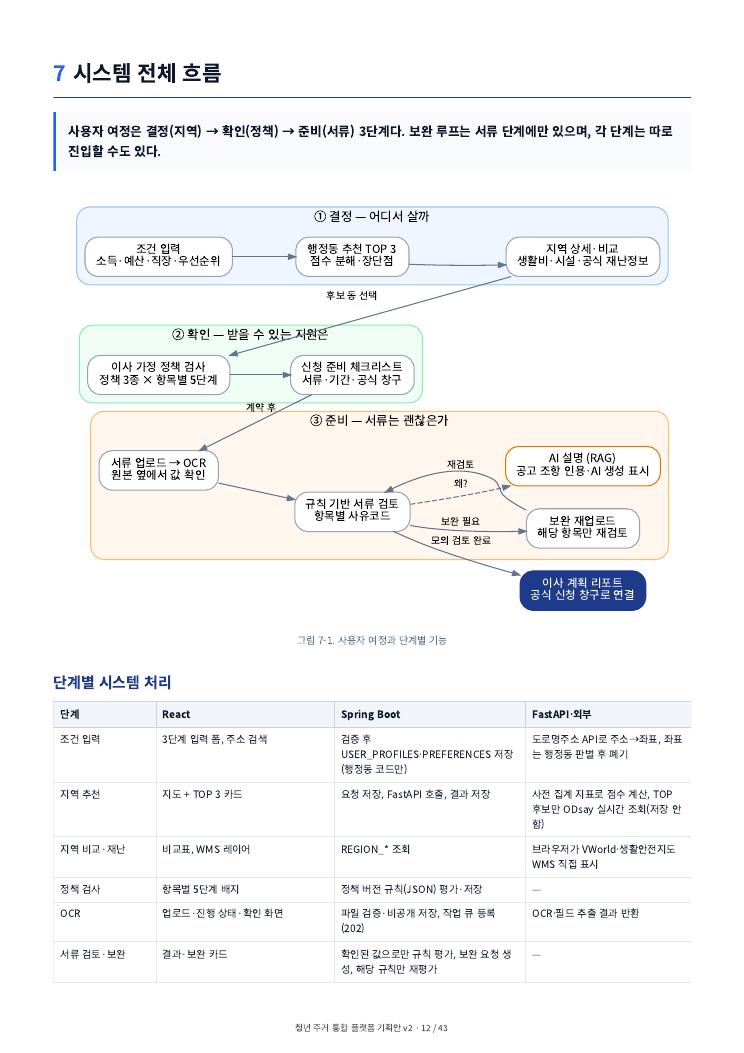 7 시스템 전체 흐름
사용자 여정은 결정(지역) → 확인(정책) → 준비(서류) 3단계다. 보완 루프는 서류 단계에만 있으며, 각 단계는 따로
진입할 수도 있다.
① 결정 — 어디서 살까
조건 입력
소득·예산·직장·우선순위
행정동 추천 TOP 3
점수 분해·장단점
지역 상세·비교
생활비·시설·공식 재난정보
후보 동 선택
② 확인 — 받을 수 있는 지원은
이사 가정 정책 검사
정책 3종 × 항목별 5단계
신청 준비 체크리스트
서류·기간·공식 창구
계약 후
③ 준비 — 서류는 괜찮은가
서류 업로드 → OCR
원본 옆에서 값 확인
규칙 기반 서류 검토
항목별 사유코드
재검토
왜?
AI 설명 (RAG)
공고 조항 인용·AI 생성 표시
보완 필요
모의 검토 완료
보완 재업로드
해당 항목만 재검토
이사 계획 리포트
공식 신청 창구로 연결
그림 7-1. 사용자 여정과 단계별 기능
단계별 시스템 처리
단계 React Spring Boot FastAPI·외부
조건 입력 3단계 입력 폼, 주소 검색 검증 후 도로명주소 API로 주소→좌표, 좌표
USER_PROFILES·PREFERENCES 저장 는 행정동 판별 후 폐기
(행정동 코드만)
지역 추천 지도 + TOP 3 카드 요청 저장, FastAPI 호출, 결과 저장 사전 집계 지표로 점수 계산, TOP
후보만 ODsay 실시간 조회(저장 안
함)
지역 비교·재난 비교표, WMS 레이어 REGION_* 조회 브라우저가 VWorld·생활안전지도
WMS 직접 표시
정책 검사 항목별 5단계 배지 정책 버전 규칙(JSON) 평가·저장 —
OCR 업로드·진행 상태·확인 화면 파일 검증·비공개 저장, 작업 큐 등록 OCR·필드 추출 결과 반환
(202)
서류 검토·보완 결과·보완 카드 확인된 값으로만 규칙 평가, 보완 요청 생 —
성, 해당 규칙만 재평가
청년 주거 통합 플랫폼 기획안 v2 · 12 / 43